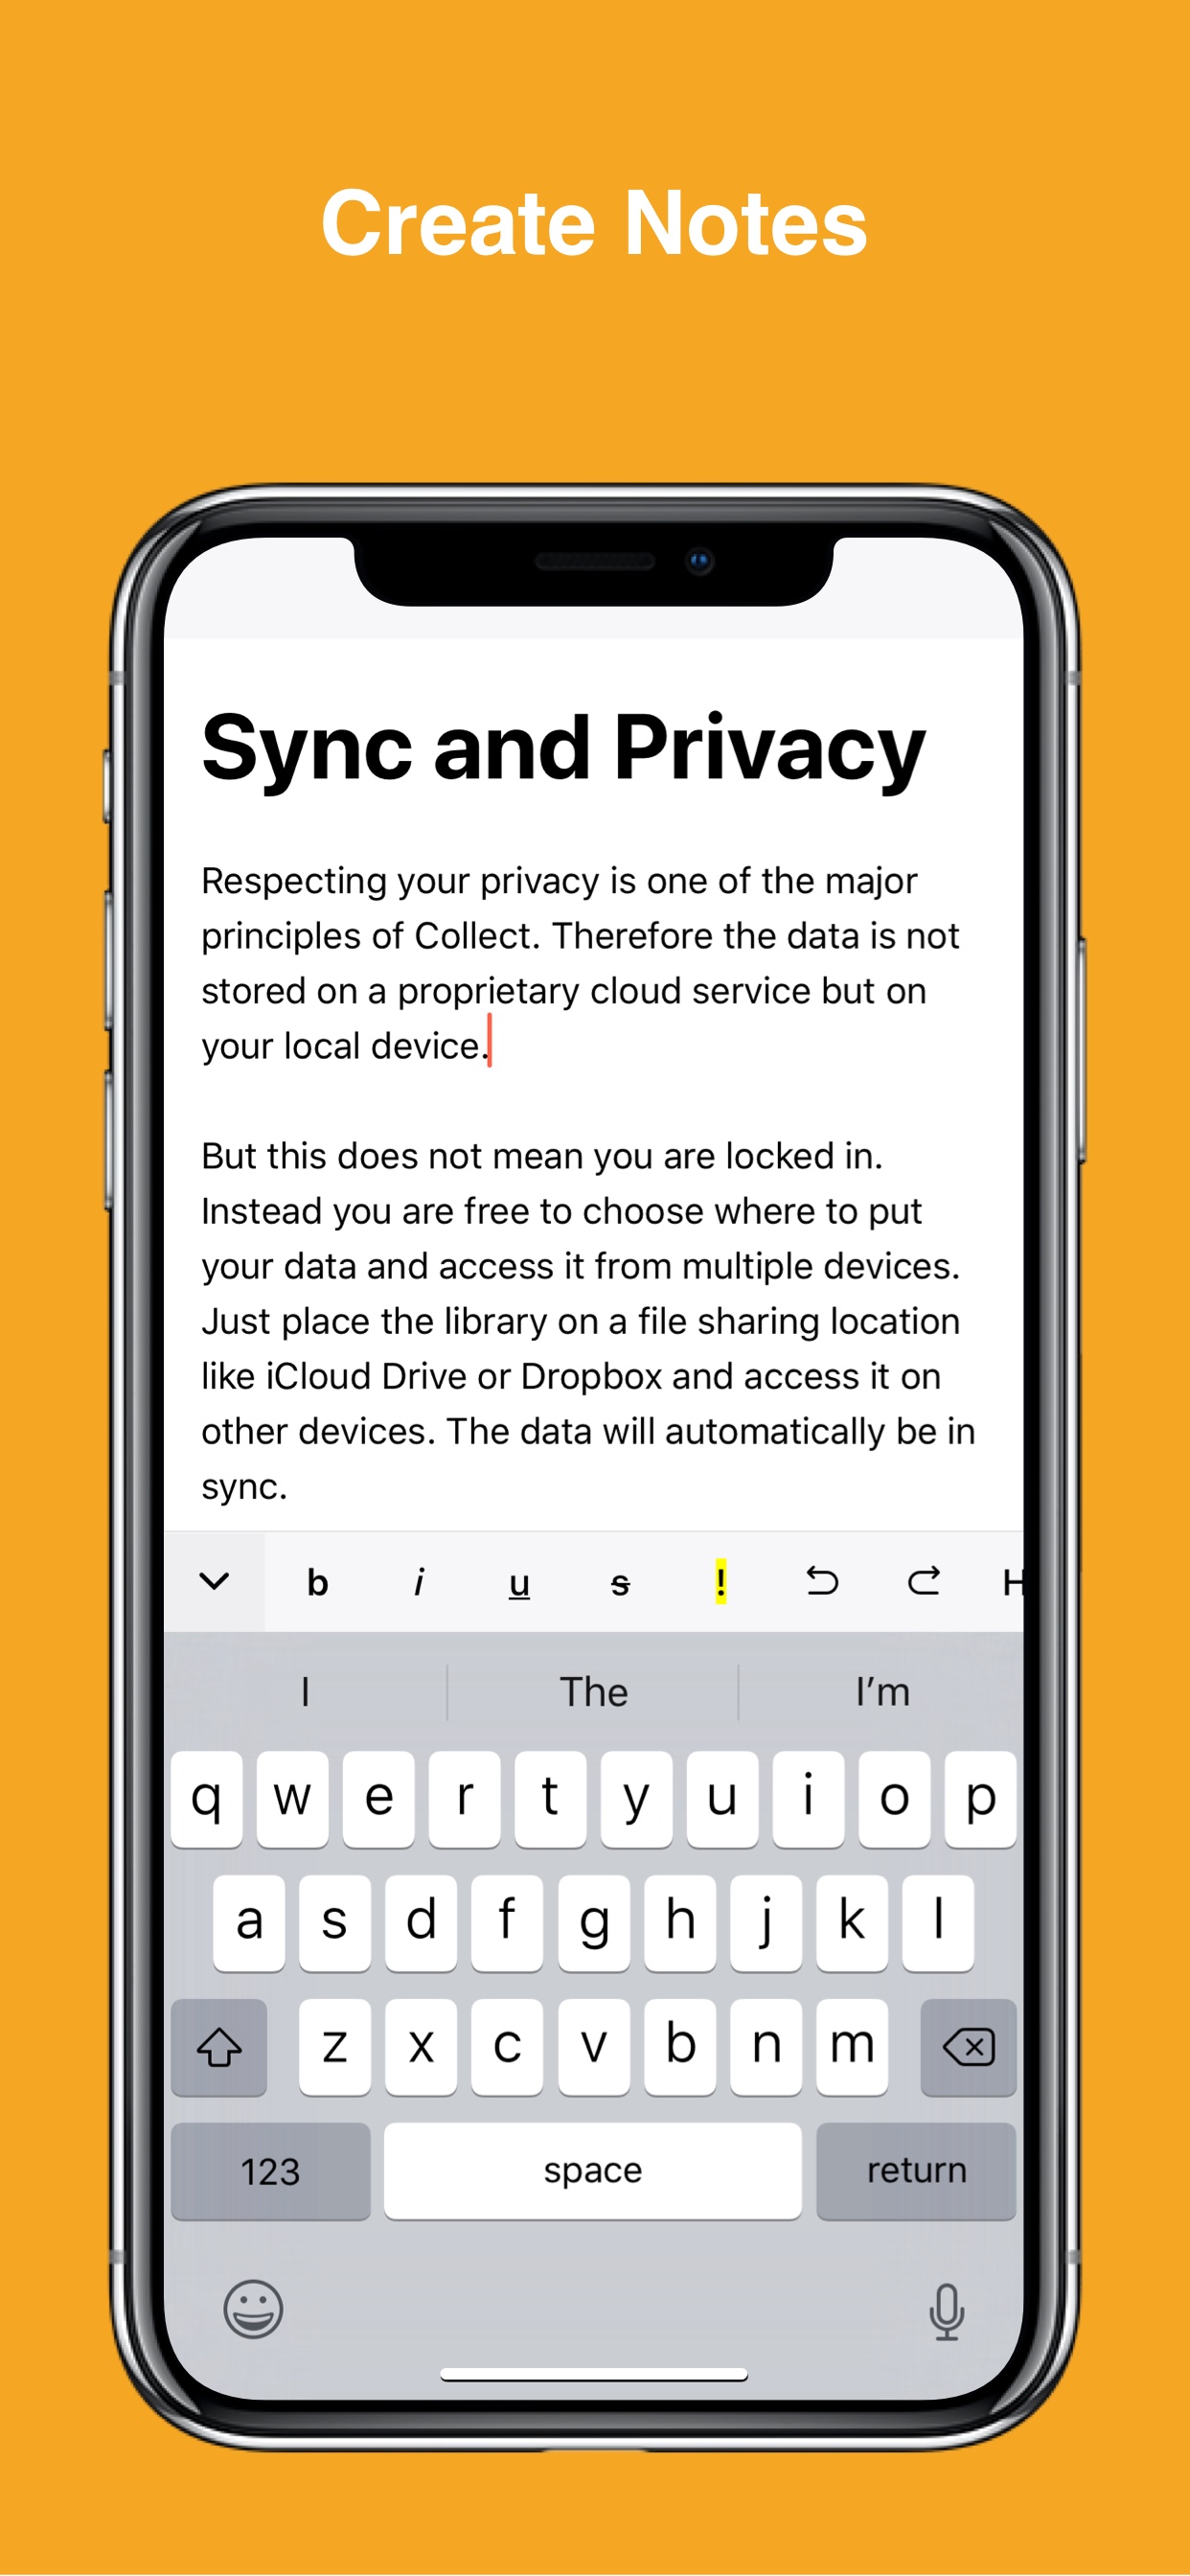 Create Notes
Sync and Privacy
Respecting your privacy is one of the major
principles of Collect. Therefore the data is not
stored on a proprietary cloud service but on
your local device.
But this does not mean you are locked in.
Instead you are free to choose where to put
your data and access it from multiple devices.
Just place the library on a file sharing location
like iCloud Drive or Dropbox and access it on
other devices. The data will automatically be in
sync.
b i u s ! H
I The I’m
q w e r t y u i o p
a s d f g h j k l
z x c v b n m
123 space return